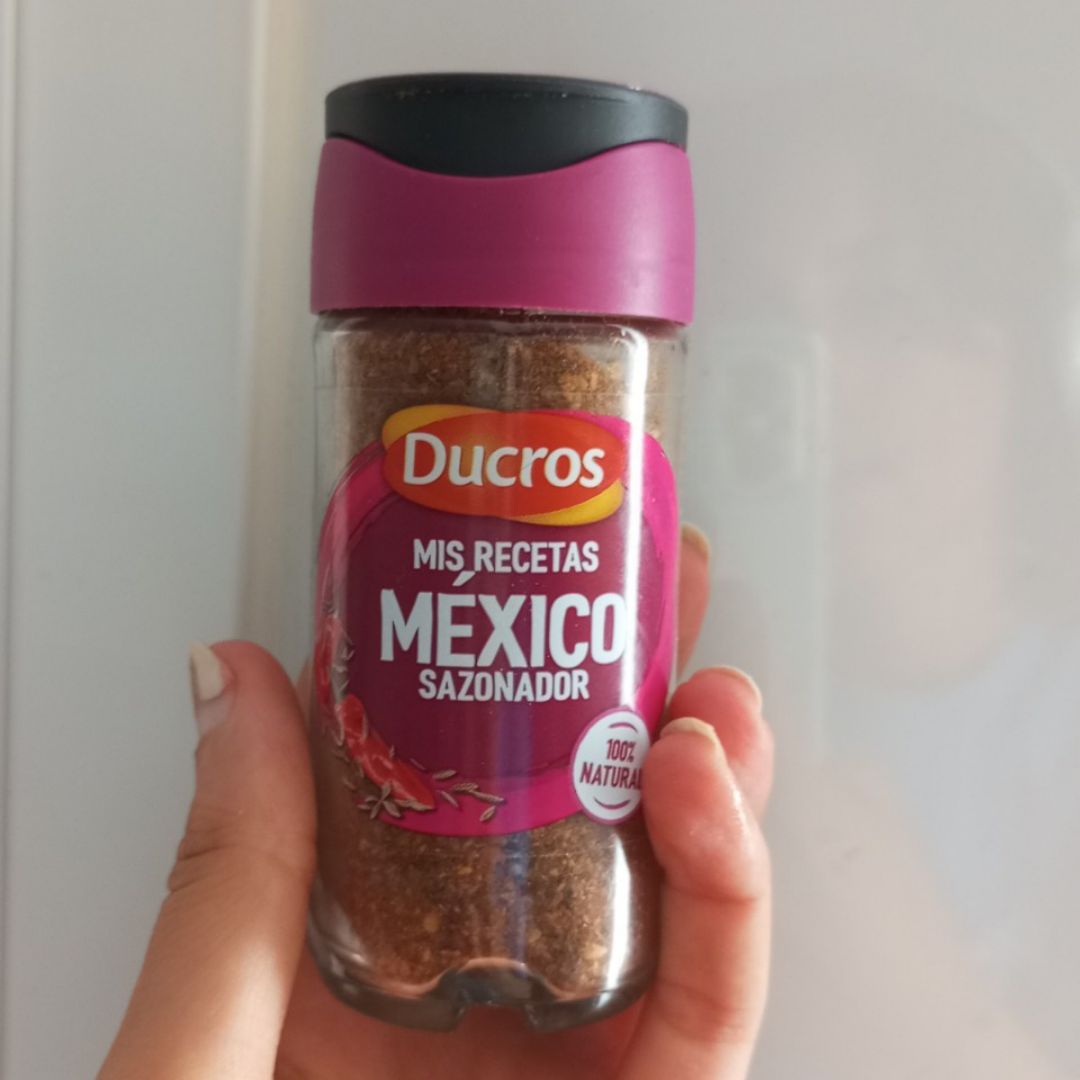 Ducros
MIS RECETAS
MÉXICO
SAZONADOR
100%
NATURAL